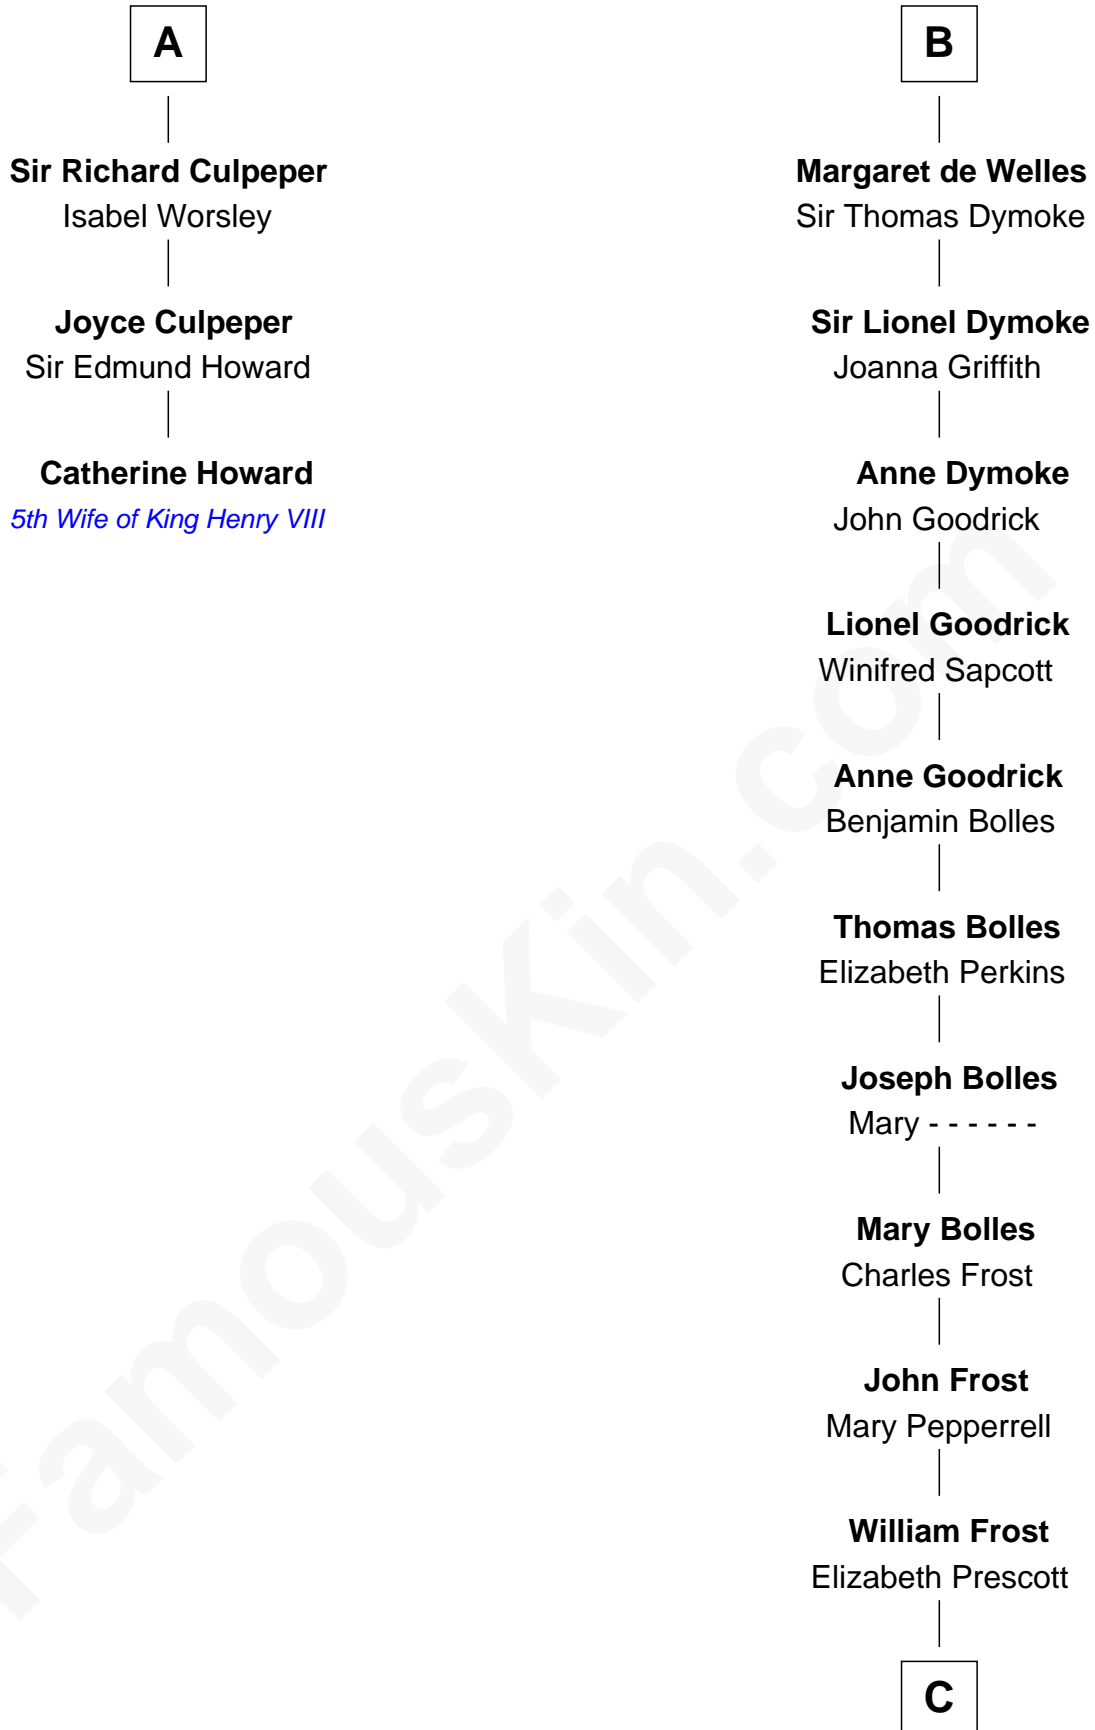 A
Sir Richard Culpeper
Isabel Worsley
Joyce Culpeper
Sir Edmund Howard
Catherine Howard
5th Wife of King Henry VIII
B
Margaret de Welles
Sir Thomas Dymoke
Sir Lionel Dymoke
Joanna Griffith
Anne Dymoke
John Goodrick
Lionel Goodrick
Winifred Sapcott
Anne Goodrick
Benjamin Bolles
Thomas Bolles
Elizabeth Perkins
Joseph Bolles
Mary - - - - - -
Mary Bolles
Charles Frost
John Frost
Mary Pepperrell
William Frost
Elizabeth Prescott
C
FamousKin.com